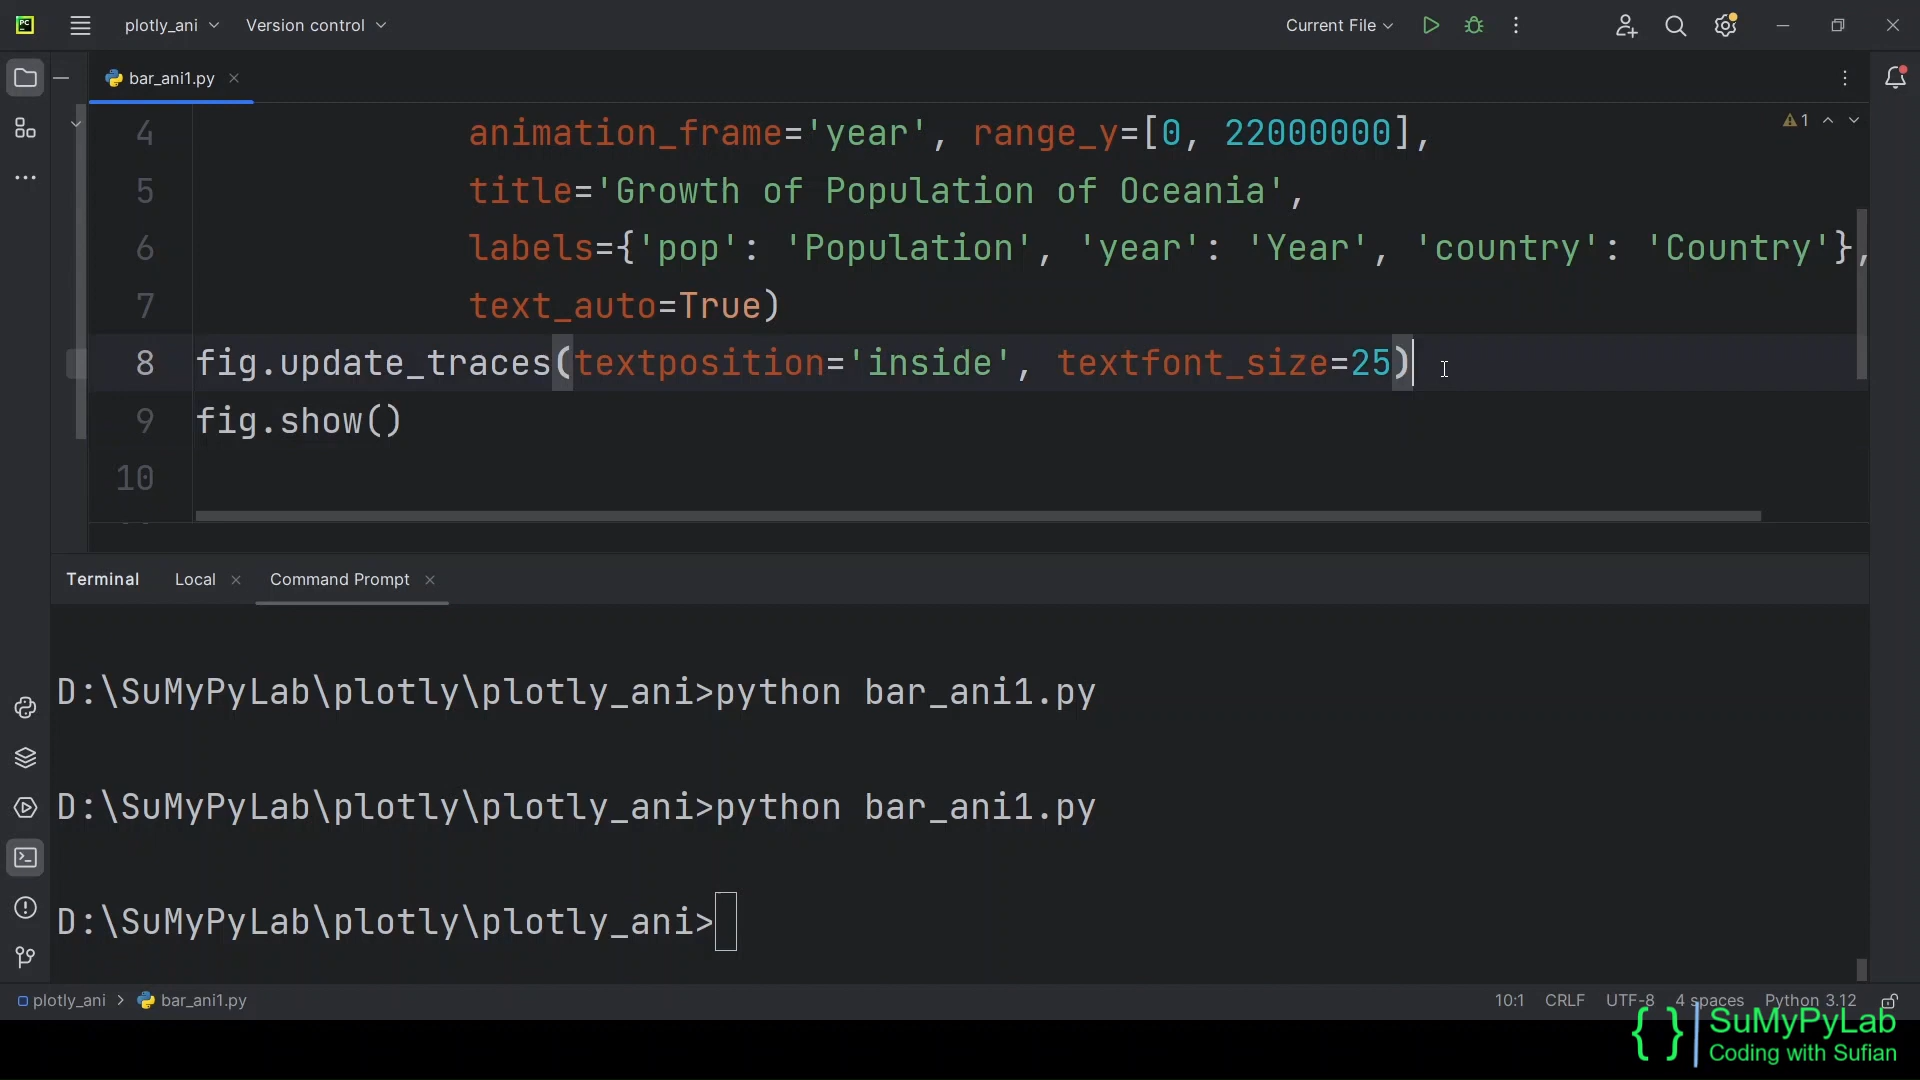 PC
plotly_ani
Version control
Current File
bar_ani1.py
1
4 animation_frame='year', range_y=[0, 22000000],
5 title='Growth of Population of Oceania',
6 labels={'pop': 'Population', 'year': 'Year', 'country': 'Country'},
7 text_auto=True)
8 fig.update_traces(textposition='inside', textfont_size=25)
9 fig.show()
10
Terminal Local Command Prompt
D:\SuMyPyLab\plotly\plotly_ani>python bar_ani1.py
D:\SuMyPyLab\plotly\plotly_ani>python bar_ani1.py
D:\SuMyPyLab\plotly\plotly_ani>
plotly_ani > bar_ani1.py
10:1 CRLF UTF-8 4 spaces Python 3.12
{ } SuMyPyLab
Coding with Sufian